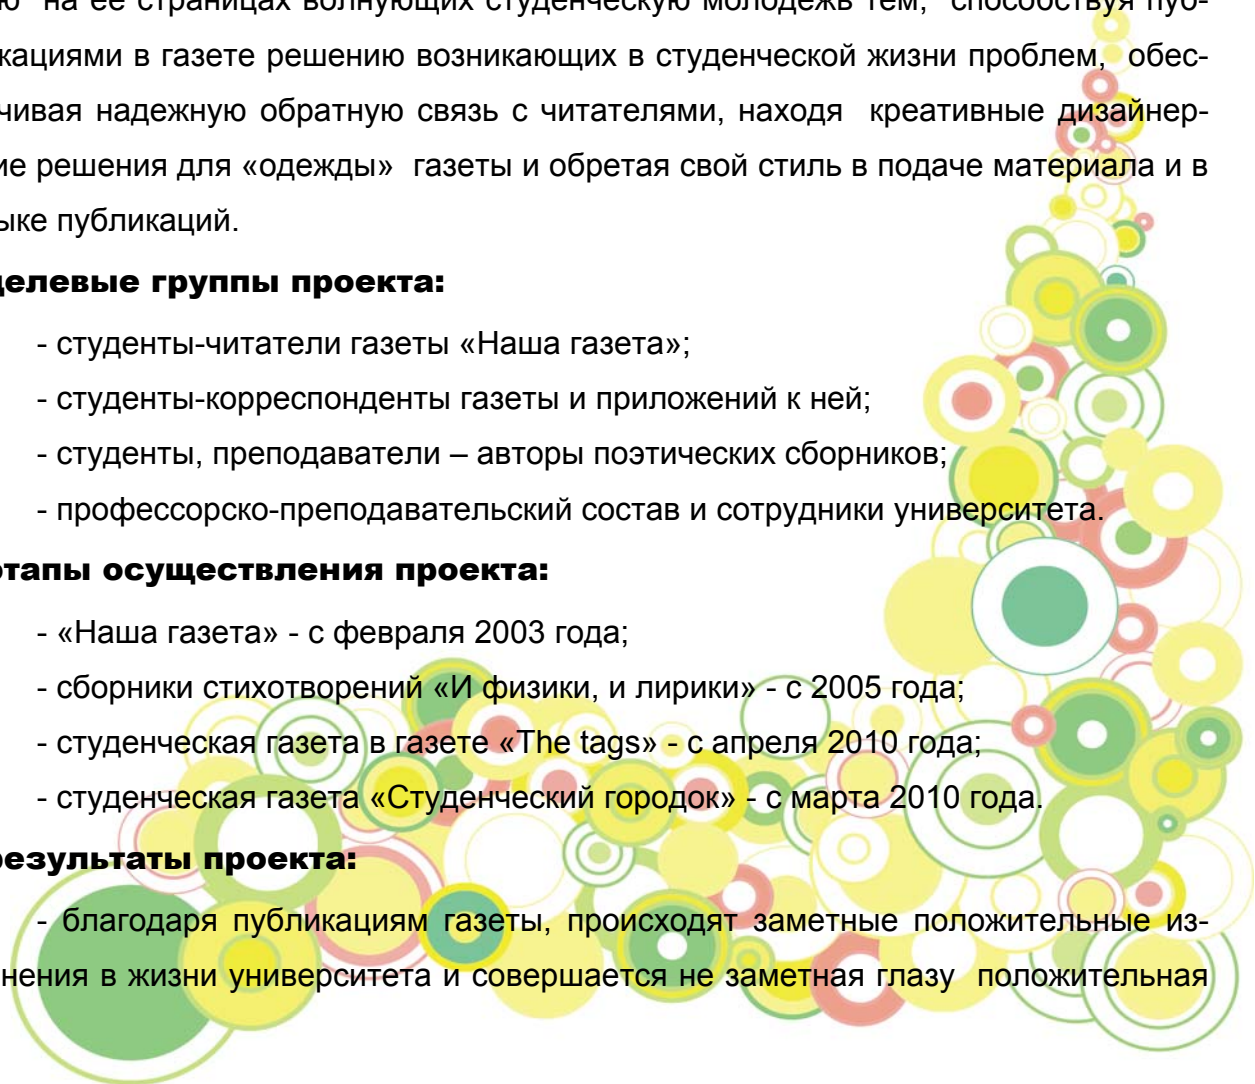 на ее страницах волнующих студенческую молодежь тем, способствуя пуб-
кациями в газете решению возникающих в студенческой жизни проблем, обес-
чивая надежную обратную связь с читателями, находя креативные дизайнер-
ие решения для «одежды» газеты и обретая свой стиль в подаче материала и в
ыке публикаций.
целевые группы проекта:
- студенты-читатели газеты «Наша газета»;
- студенты-корреспонденты газеты и приложений к ней;
- студенты, преподаватели – авторы поэтических сборников;
- профессорско-преподавательский состав и сотрудники университета.
этапы осуществления проекта:
- «Наша газета» - с февраля 2003 года;
- сборники стихотворений «И физики, и лирики» - с 2005 года;
- студенческая газета в газете «The tags» - с апреля 2010 года;
- студенческая газета «Студенческий городок» - с марта 2010 года.
результаты проекта:
- благодаря публикациям газеты, происходят заметные положительные из-
нения в жизни университета и совершается не заметная глазу положительная